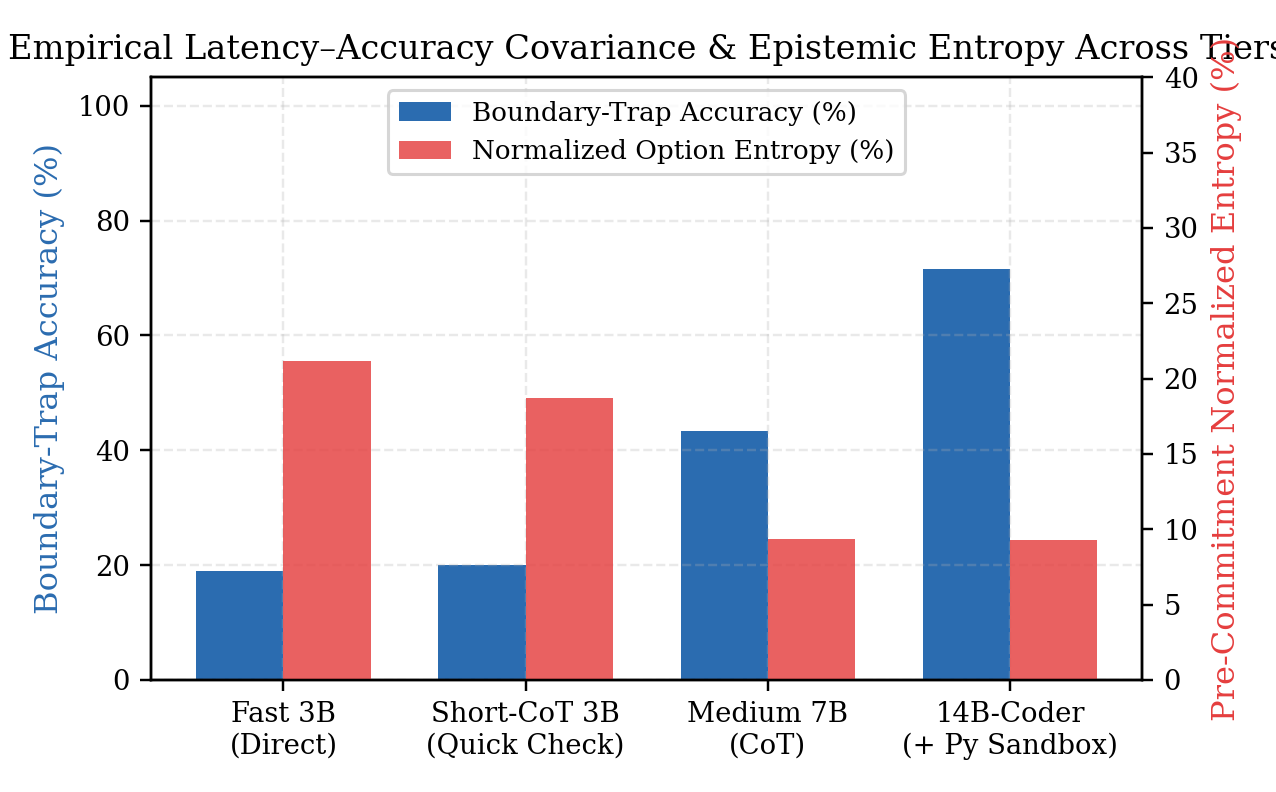 Empirical Latency–Accuracy Covariance & Epistemic Entropy Across Tiers
Boundary-Trap Accuracy (%)
Normalized Option Entropy (%)
Boundary-Trap Accuracy (%)
100
80
60
40
20
0
40
35
30
25
20
15
10
5
0
Pre-Commitment Normalized Entropy (%)
Fast 3B
(Direct)
Short-CoT 3B
(Quick Check)
Medium 7B
(CoT)
14B-Coder
(+ Py Sandbox)